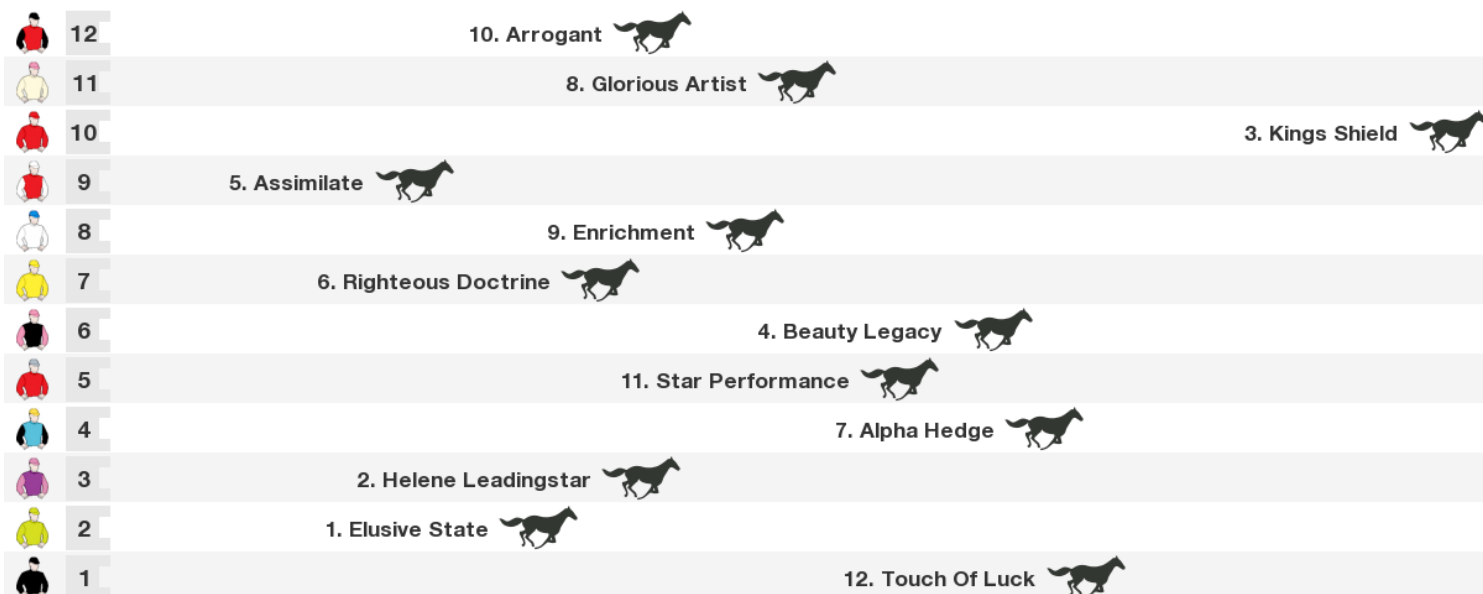 12 10. Arrogant
11 8. Glorious Artist
10 3. Kings Shield
9 5. Assimilate
8 9. Enrichment
7 6. Righteous Doctrine
6 4. Beauty Legacy
5 11. Star Performance
4 7. Alpha Hedge
3 2. Helene Leadingstar
2 1. Elusive State
1 12. Touch Of Luck